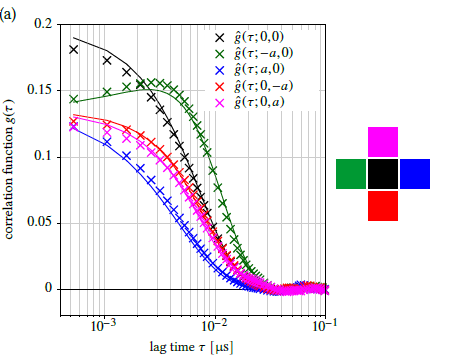 (a)
0.2
0.15
0.1
0.05
0
correlation function g(τ)
ĝ(τ; 0, 0)
ĝ(τ; −a, 0)
ĝ(τ; a, 0)
ĝ(τ; 0, −a)
ĝ(τ; 0, a)
10⁻³
10⁻²
10⁻¹
lag time τ [µs]